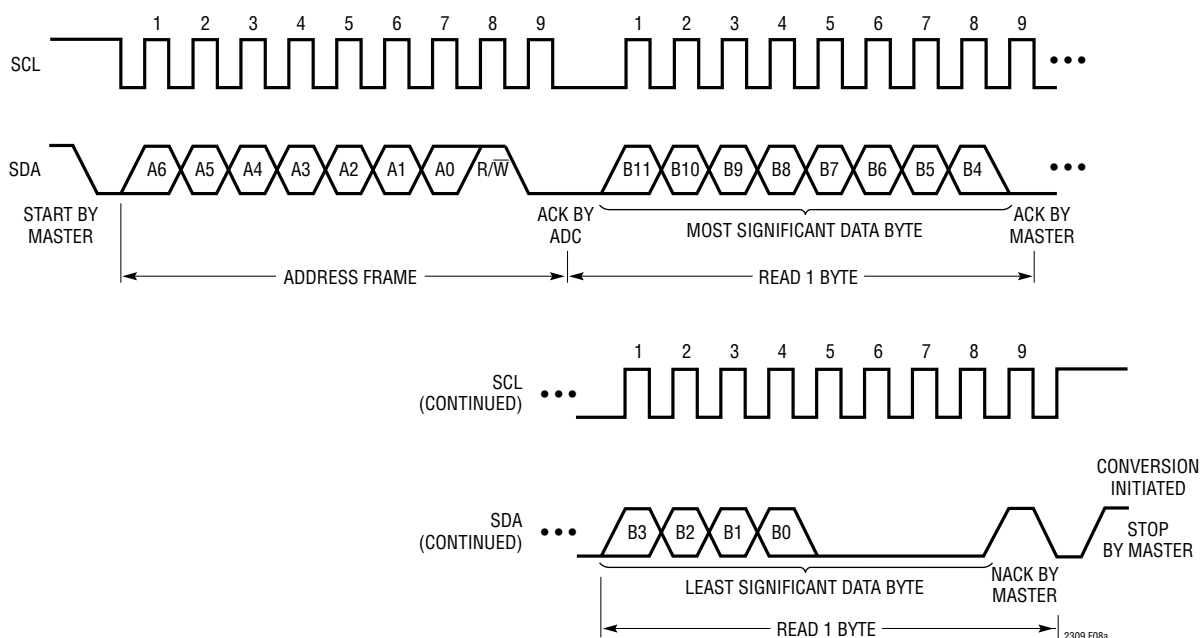 1 2 3 4 5 6 7 8 9 1 2 3 4 5 6 7 8 9
SCL
SDA
A6 A5 A4 A3 A2 A1 A0 R/W̅ B11 B10 B9 B8 B7 B6 B5 B4
START BY
MASTER
ACK BY
ADC
MOST SIGNIFICANT DATA BYTE
ACK BY
MASTER
ADDRESS FRAME
READ 1 BYTE
1 2 3 4 5 6 7 8 9
SCL
(CONTINUED)
SDA
(CONTINUED)
B3 B2 B1 B0
CONVERSION
INITIATED
STOP
BY MASTER
LEAST SIGNIFICANT DATA BYTE
NACK BY
MASTER
READ 1 BYTE
2309 F08a